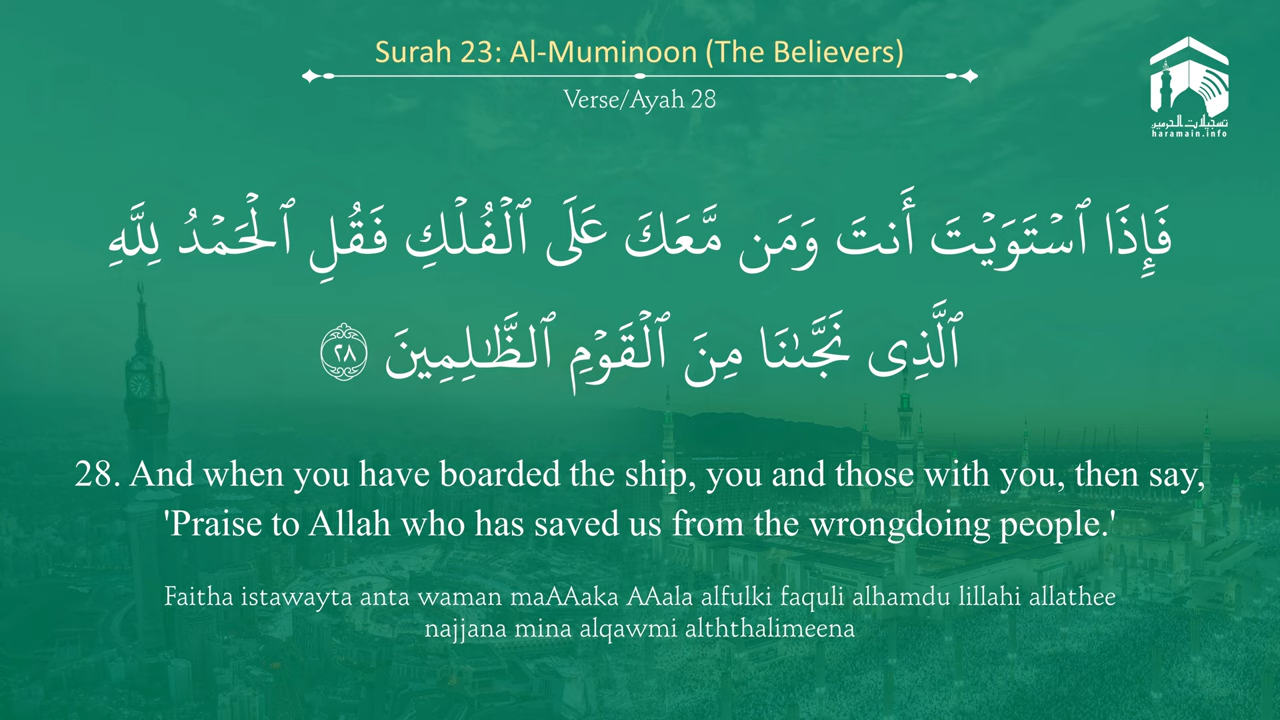 Surah 23: Al-Muminoon (The Believers)
Verse/Ayah 28
تسجيلات الحرمين
haramain.info
فَإِذَا ٱسْتَوَيْتَ أَنتَ وَمَن مَّعَكَ عَلَى ٱلْفُلْكِ فَقُلِ ٱلْحَمْدُ لِلَّهِ
ٱلَّذِى نَجَّىٰنَا مِنَ ٱلْقَوْمِ ٱلظَّـٰلِمِينَ ٢٨
28. And when you have boarded the ship, you and those with you, then say,
'Praise to Allah who has saved us from the wrongdoing people.'
Faitha istawayta anta waman maAAaka AAala alfulki faquli alhamdu lillahi allathee
najjana mina alqawmi alththalimeena